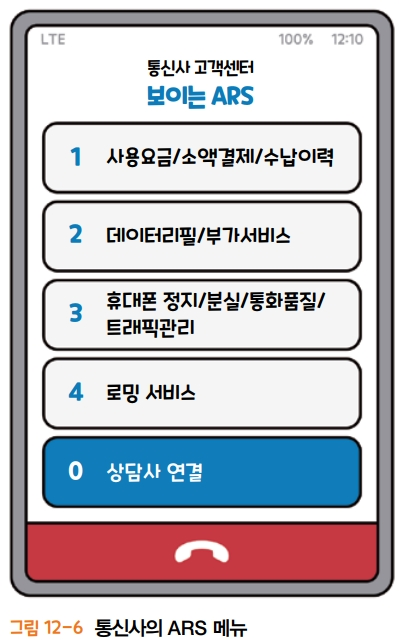 LTE 100% 12:10
통신사 고객센터
보이는 ARS
1 사용요금/소액결제/수납이력
2 데이터리필/부가서비스
3 휴대폰 정지/분실/통화품질/
트래픽관리
4 로밍 서비스
0 상담사 연결
그림 12-6 통신사의 ARS 메뉴